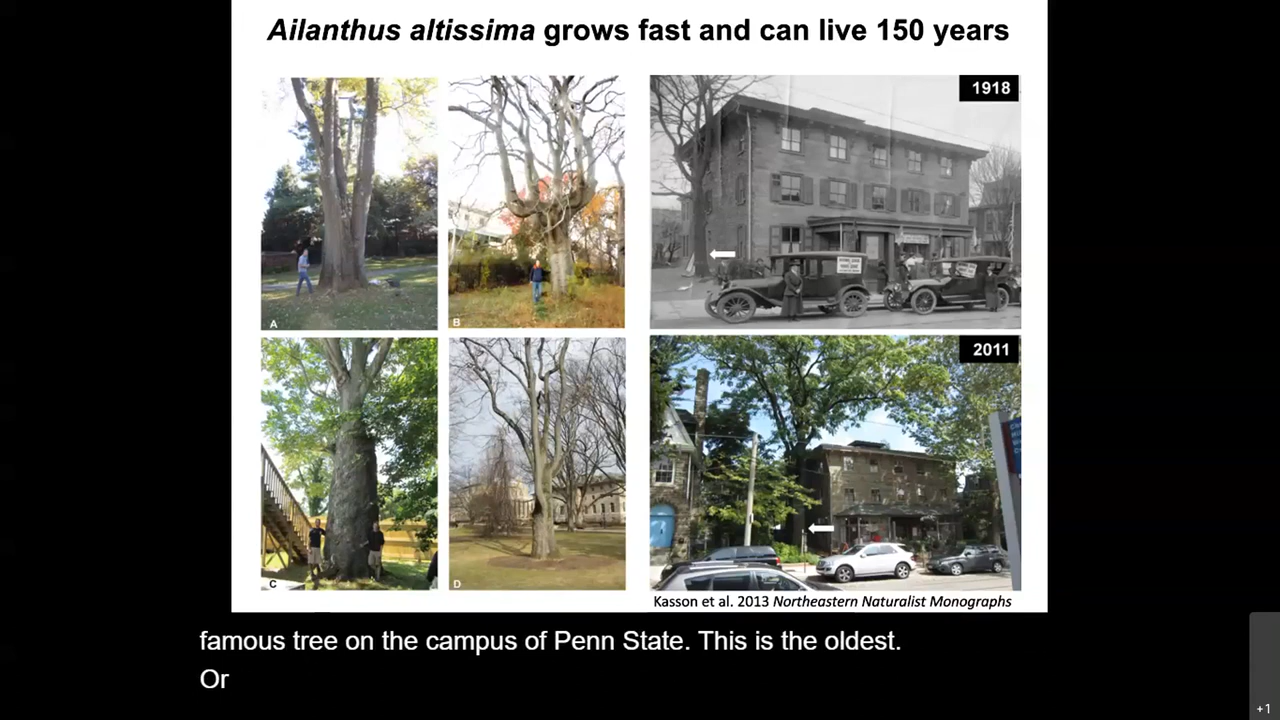 Ailanthus altissima grows fast and can live 150 years
A
B
1918
C
D
2011
Kasson et al. 2013 Northeastern Naturalist Monographs
famous tree on the campus of Penn State. This is the oldest.
Or
+1